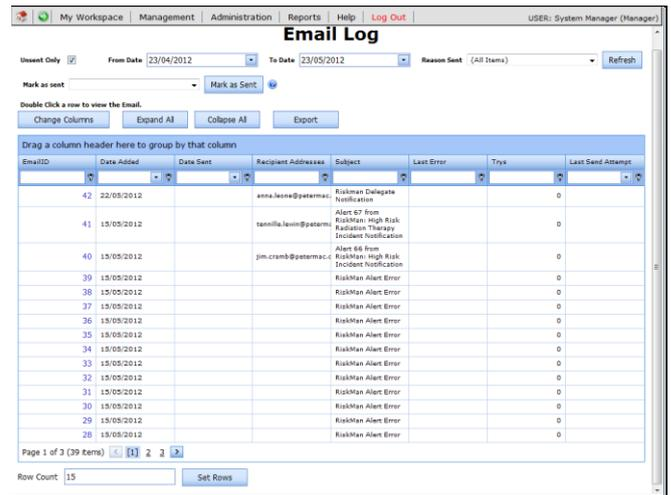 My Workspace | Management | Administration | Reports | Help | Log Out | USER: System Manager (Manager)
Email Log
Unsent Only From Date 23/04/2012 To Date 23/05/2012 Reason Sent (All Items) Refresh
Mark as sent Mark as Sent
Double Click a row to view the Email.
Change Columns Expand All Collapse All Export
Drag a column header here to group by that column
EmailID Date Added Date Sent Recipient Addresses Subject Last Error Trys Last Send Attempt
42 22/05/2012 anna.leone@petermac. Riskman Delegate 0
Notification
Alert 67 from
41 15/05/2012 tennille.lewin@peterma RiskMan: High Risk 0
Radiation Therapy
Incident Notification
Alert 66 from
40 15/05/2012 jim.cramb@petermac.c RiskMan: High Risk 0
Incident Notification
39 15/05/2012 RiskMan Alert Error 0
38 15/05/2012 RiskMan Alert Error 0
37 15/05/2012 RiskMan Alert Error 0
36 15/05/2012 RiskMan Alert Error 0
35 15/05/2012 RiskMan Alert Error 0
34 15/05/2012 RiskMan Alert Error 0
33 15/05/2012 RiskMan Alert Error 0
32 15/05/2012 RiskMan Alert Error 0
31 15/05/2012 RiskMan Alert Error 0
30 15/05/2012 RiskMan Alert Error 0
29 15/05/2012 RiskMan Alert Error 0
28 15/05/2012 RiskMan Alert Error 0
Page 1 of 3 (39 items) < [1] 2 3 >
Row Count 15 Set Rows